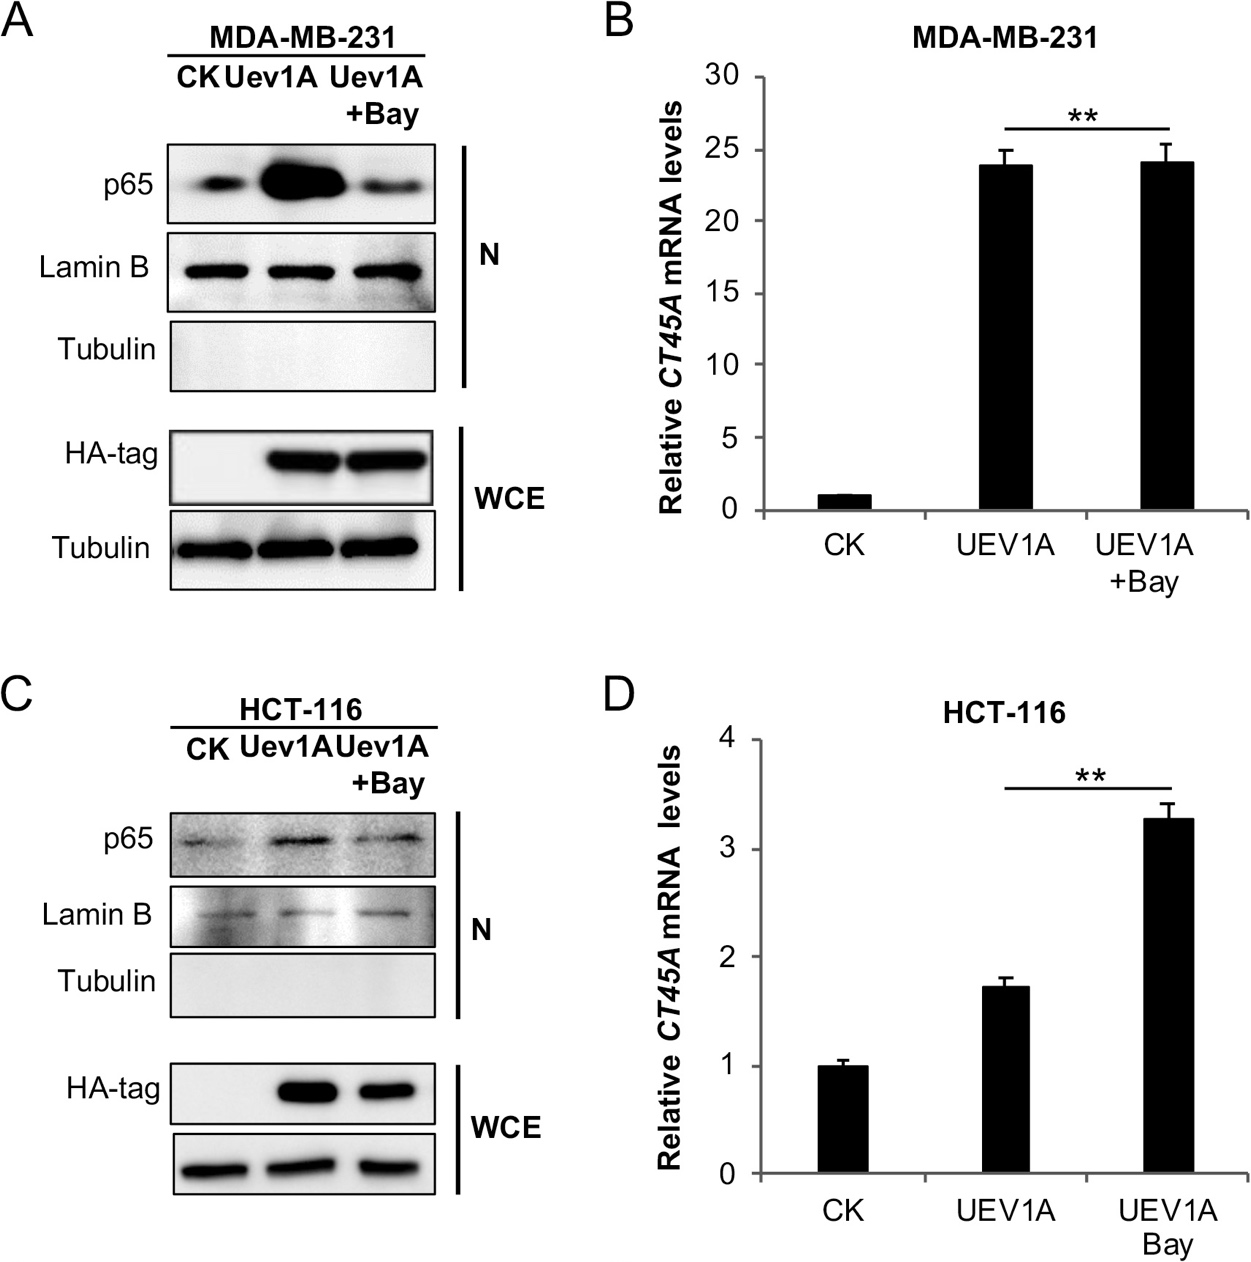 A
MDA-MB-231
CK Uev1A Uev1A
+Bay
p65
Lamin B
Tubulin
N
HA-tag
Tubulin
WCE
B
MDA-MB-231
Relative CT45A mRNA levels
30
25
20
15
10
5
0
**
CK UEV1A UEV1A
+Bay
C
HCT-116
CK Uev1A Uev1A
+Bay
p65
Lamin B
Tubulin
N
HA-tag
WCE
D
HCT-116
Relative CT45A mRNA levels
4
3
2
1
0
**
CK UEV1A UEV1A
Bay